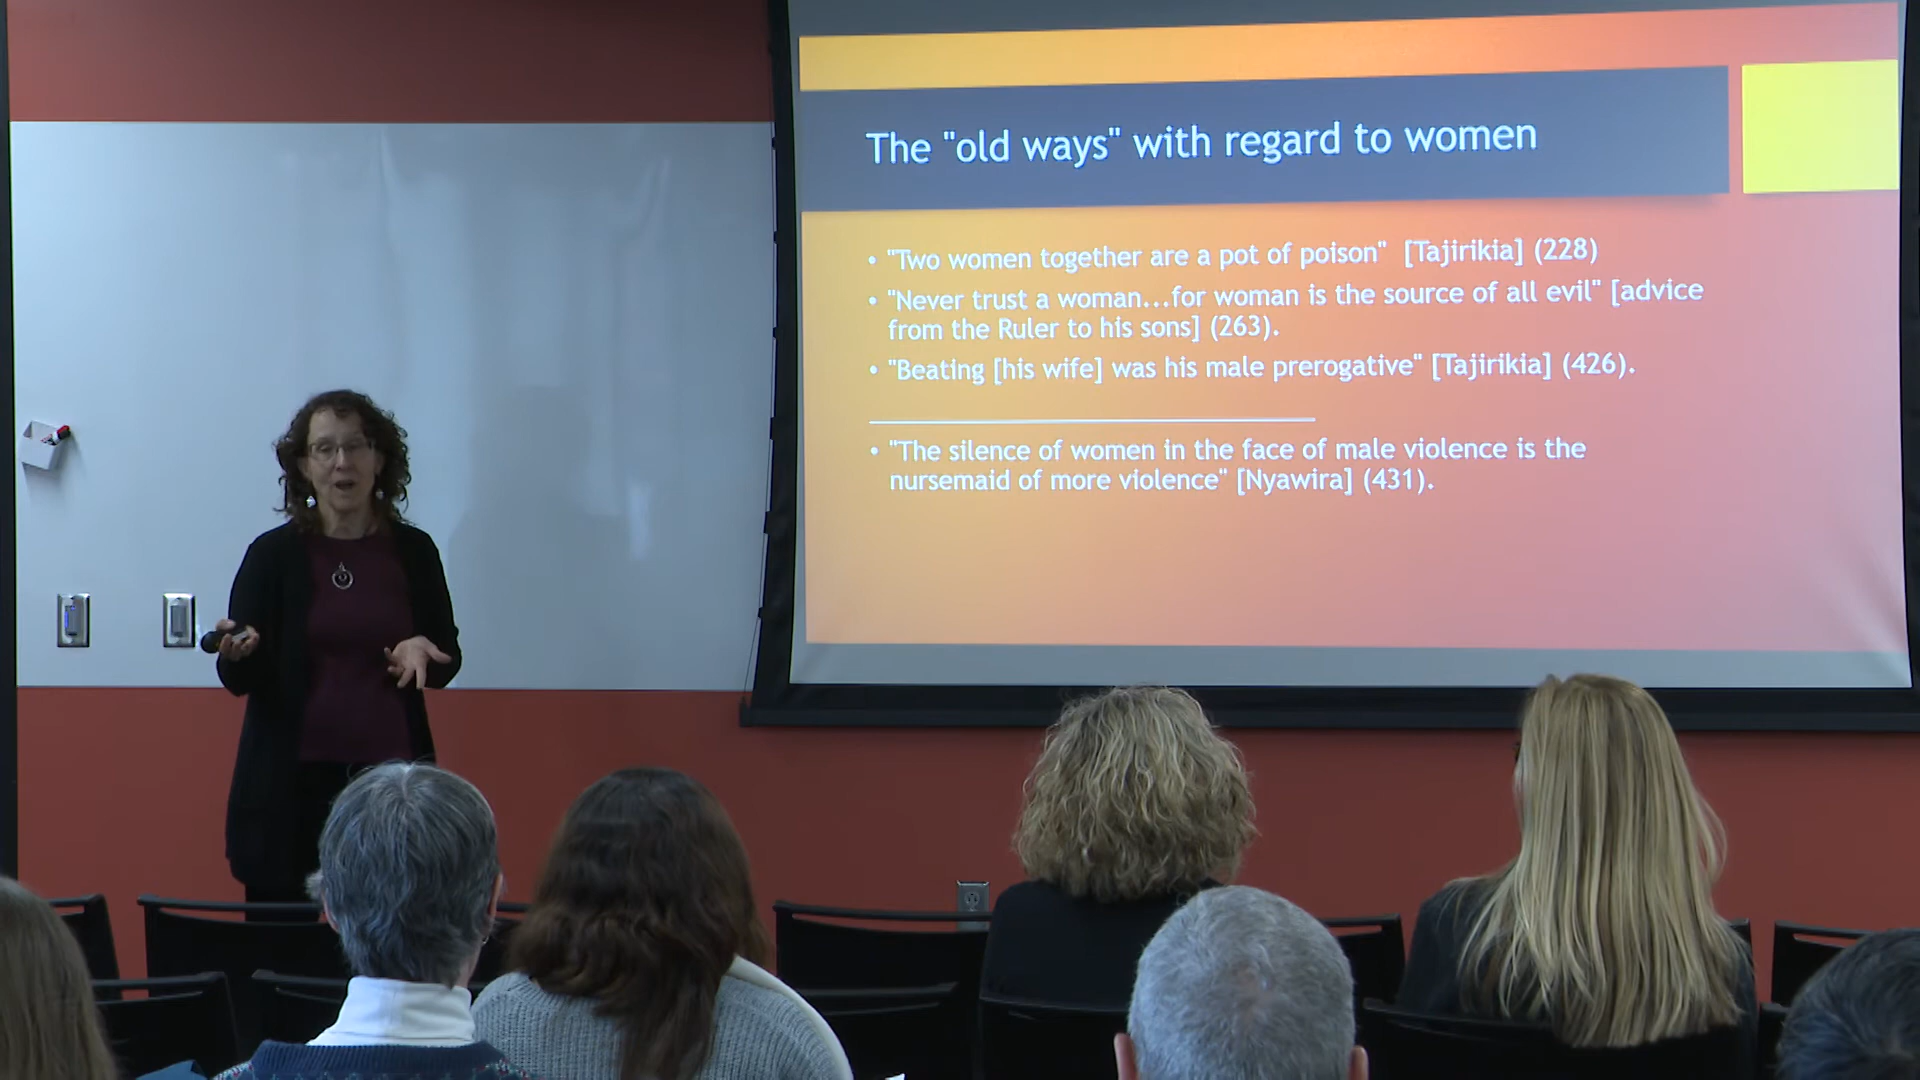 The "old ways" with regard to women
• "Two women together are a pot of poison" [Tajirikia] (228)
• "Never trust a woman...for woman is the source of all evil" [advice
from the Ruler to his sons] (263).
• "Beating [his wife] was his male prerogative" [Tajirikia] (426).
• "The silence of women in the face of male violence is the
nursemaid of more violence" [Nyawira] (431).